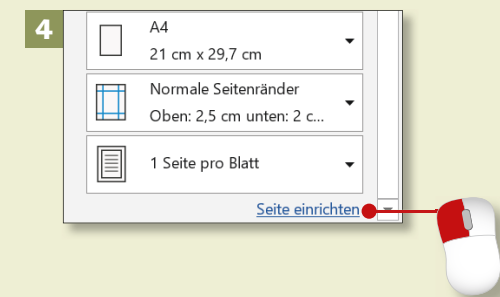 4
A4
21 cm x 29,7 cm
Normale Seitenränder
Oben: 2,5 cm unten: 2 c...
1 Seite pro Blatt
Seite einrichten